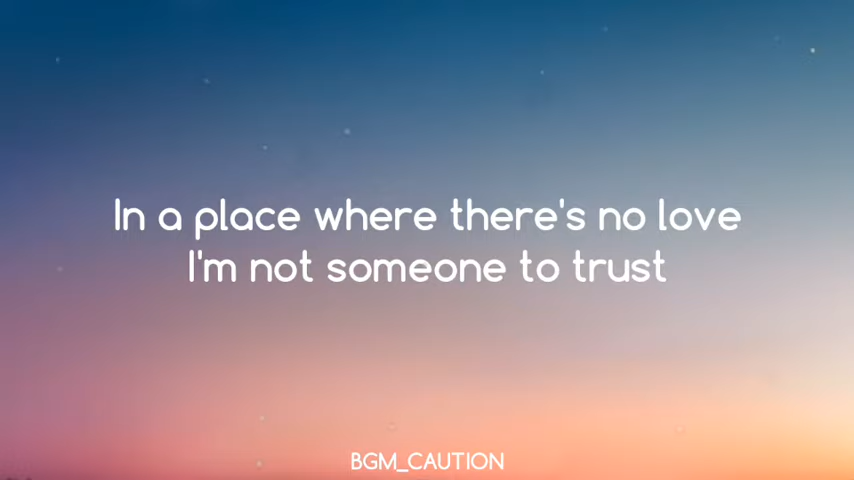 In a place where there's no love
I'm not someone to trust
BGM_CAUTION